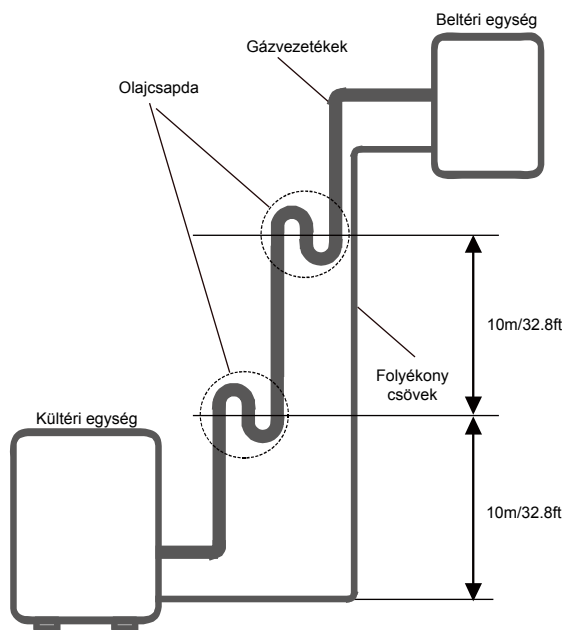 Beltéri egység
Gázvezetékek
Olajcsapda
10m/32.8ft
Folyékony
csövek
Kültéri egység
10m/32.8ft